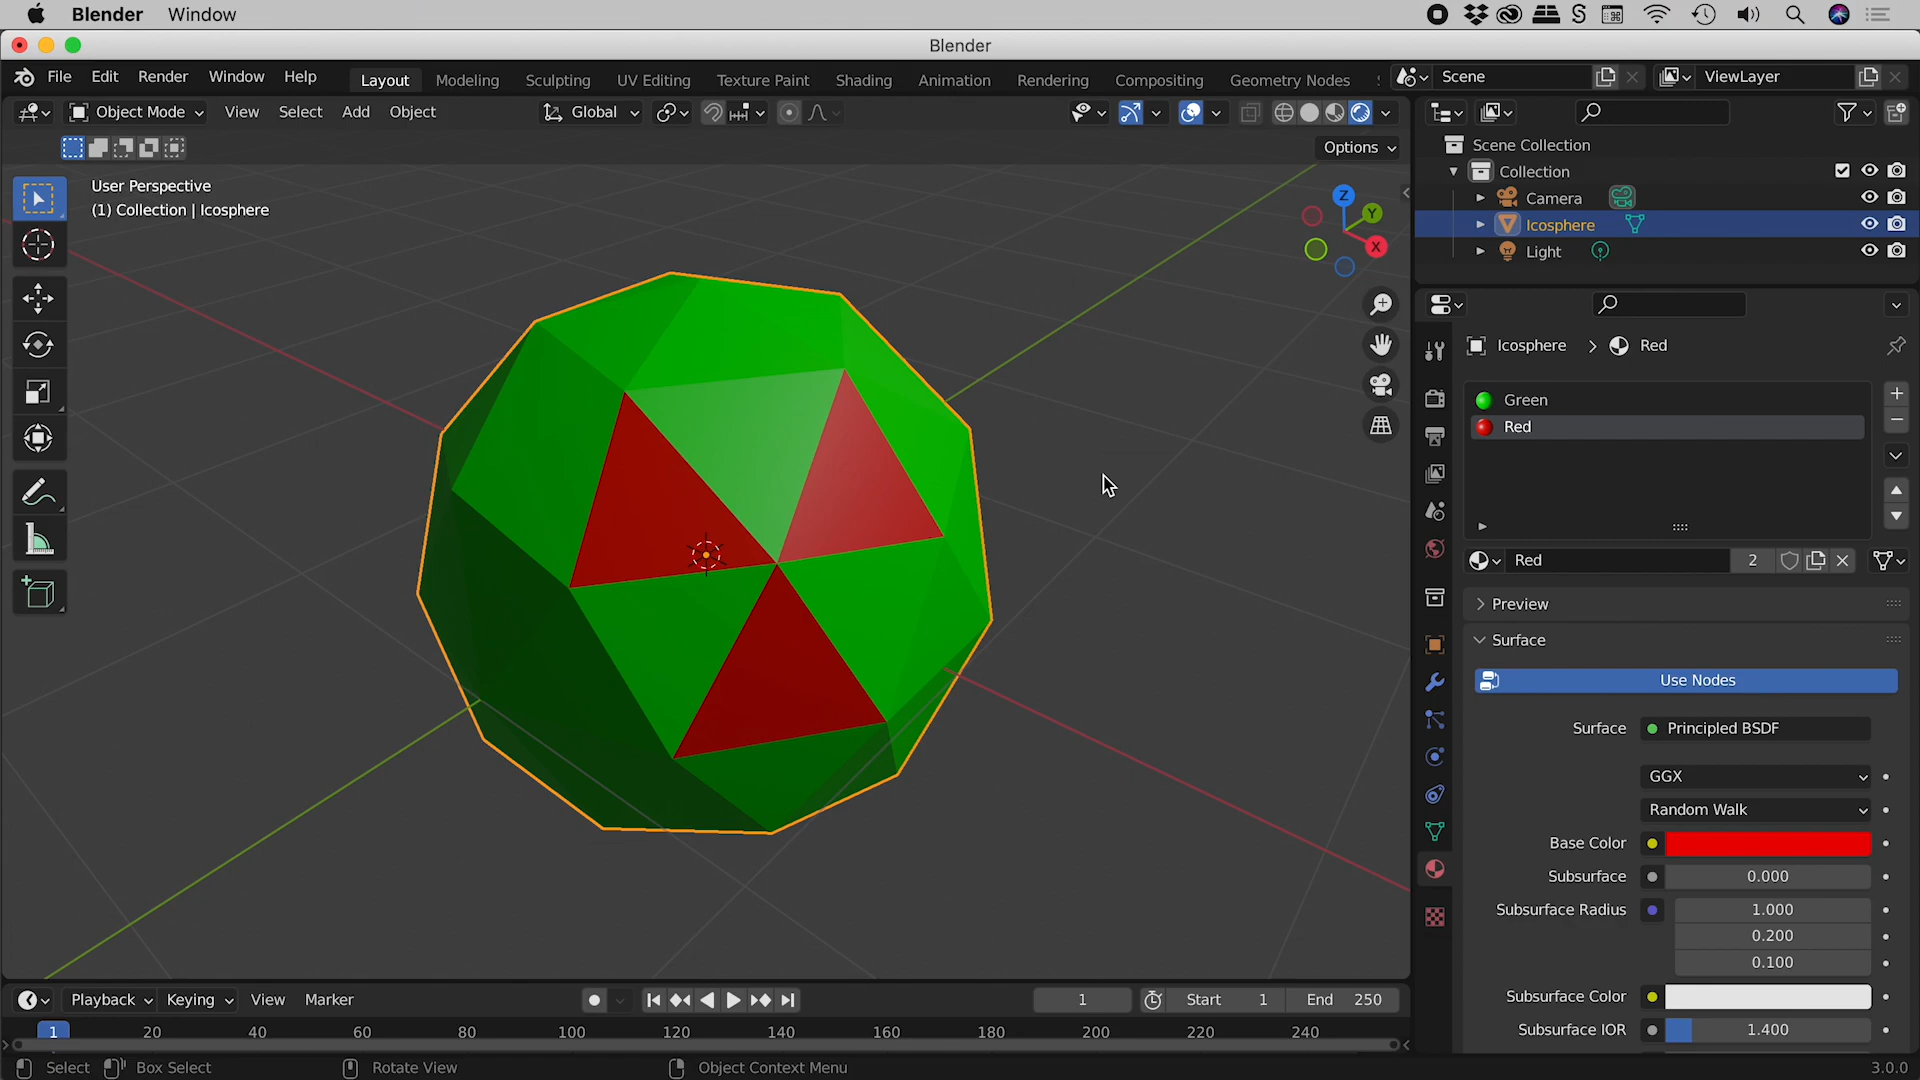 Blender Window
Blender
File Edit Render Window Help Layout Modeling Sculpting UV Editing Texture Paint Shading Animation Rendering Compositing Geometry Nodes Scene ViewLayer
Object Mode View Select Add Object Global
Options
User Perspective
(1) Collection | Icosphere
Z
Y
X
Scene Collection
Collection
Camera
Icosphere
Light
Icosphere > Red
Green
Red
Red 2
Preview
Surface
Use Nodes
Surface Principled BSDF
GGX
Random Walk
Base Color
Subsurface 0.000
Subsurface Radius 1.000
0.200
0.100
Subsurface Color
Subsurface IOR 1.400
Playback Keying View Marker 1 Start 1 End 250
1 20 40 60 80 100 120 140 160 180 200 220 240
Select Box Select Rotate View Object Context Menu 3.0.0